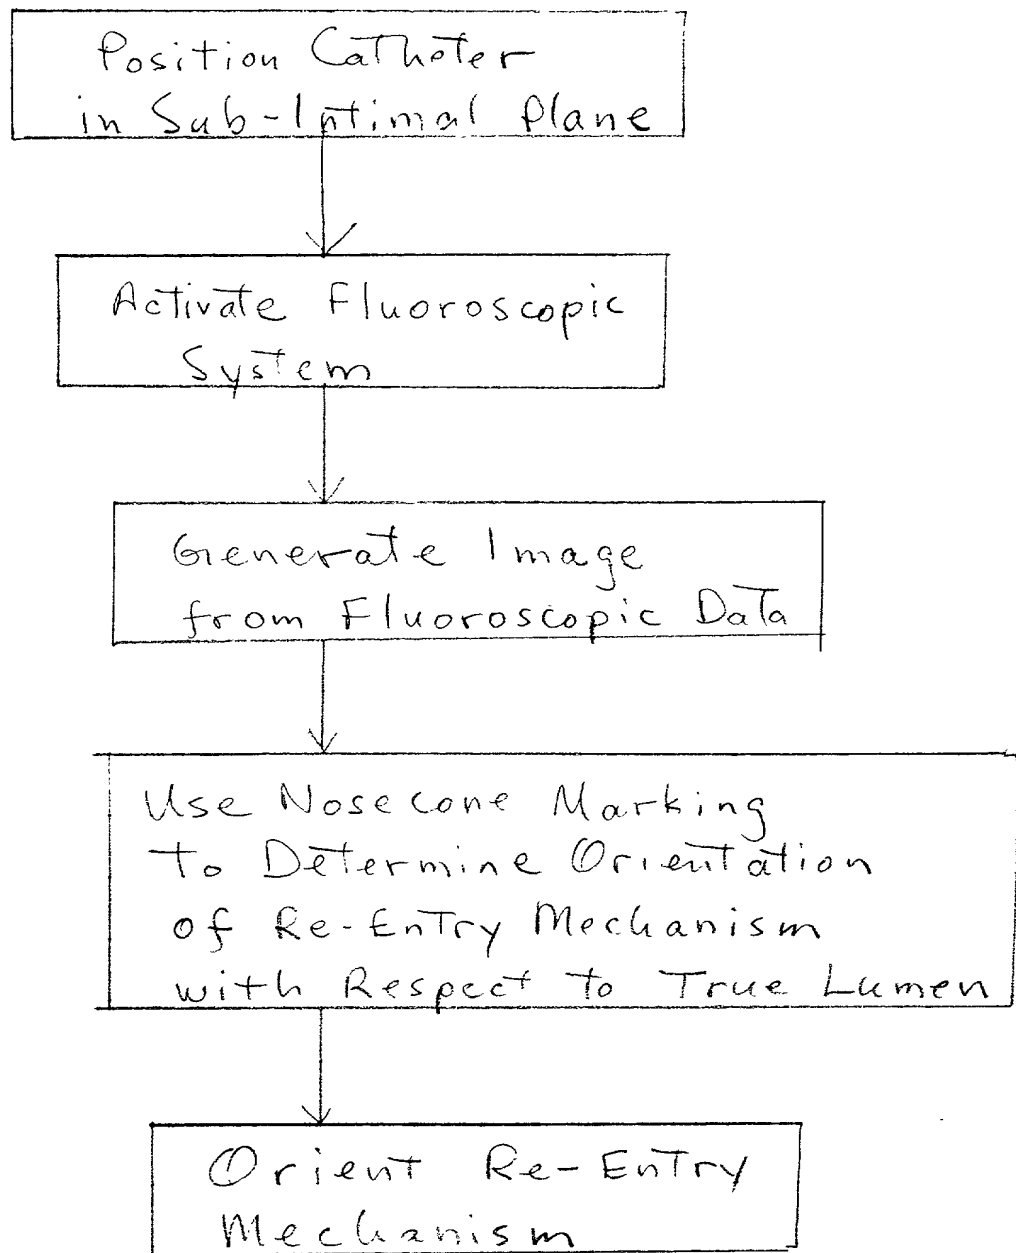 Position Catheter
in Sub-Intimal Plane
Activate Fluoroscopic
System
Generate Image
from Fluoroscopic Data
Use Nosecone Marking
to Determine Orientation
of Re-Entry Mechanism
with Respect to True Lumen
Orient Re-Entry
Mechanism